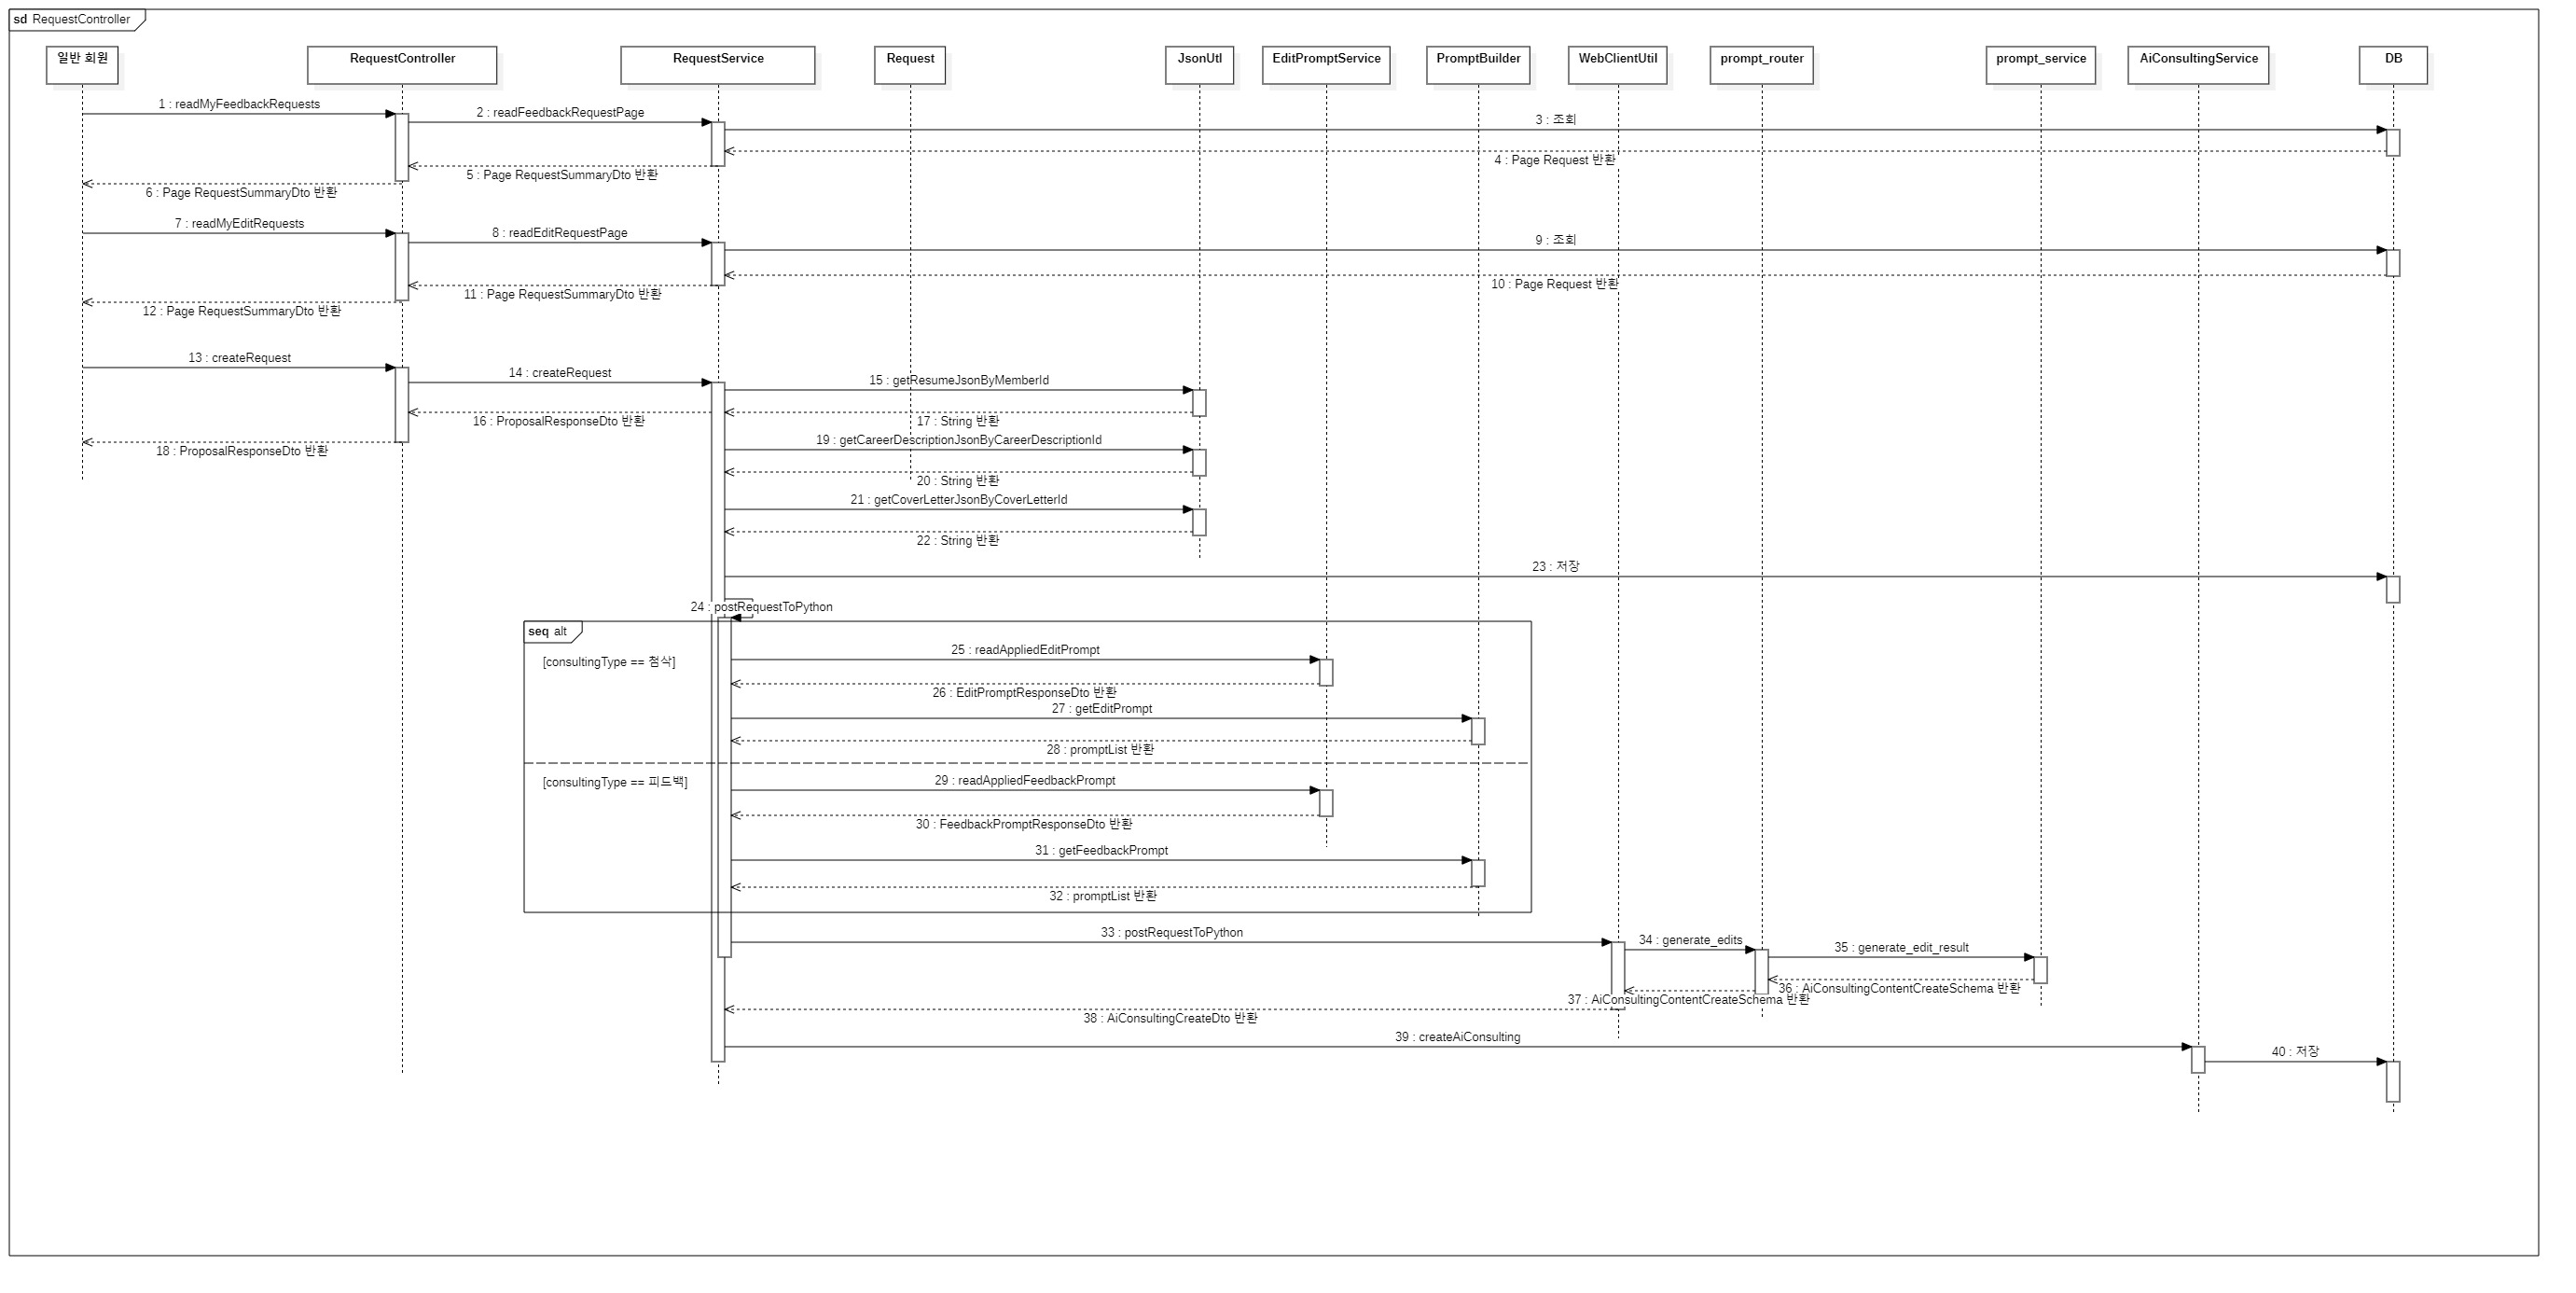 sd RequestController
일반 회원
RequestController
RequestService
Request
JsonUtl
EditPromptService
PromptBuilder
WebClientUtil
prompt_router
prompt_service
AiConsultingService
DB
1 : readMyFeedbackRequests
2 : readFeedbackRequestPage
3 : 조회
4 : Page Request 반환
5 : Page RequestSummaryDto 반환
6 : Page RequestSummaryDto 반환
7 : readMyEditRequests
8 : readEditRequestPage
9 : 조회
10 : Page Request 반환
11 : Page RequestSummaryDto 반환
12 : Page RequestSummaryDto 반환
13 : createRequest
14 : createRequest
15 : getResumeJsonByMemberId
16 : ProposalResponseDto 반환
17 : String 반환
18 : ProposalResponseDto 반환
19 : getCareerDescriptionJsonByCareerDescriptionId
20 : String 반환
21 : getCoverLetterJsonByCoverLetterId
22 : String 반환
23 : 저장
24 : postRequestToPython
seq alt
[consultingType == 첨삭]
25 : readAppliedEditPrompt
26 : EditPromptResponseDto 반환
27 : getEditPrompt
28 : promptList 반환
[consultingType == 피드백]
29 : readAppliedFeedbackPrompt
30 : FeedbackPromptResponseDto 반환
31 : getFeedbackPrompt
32 : promptList 반환
33 : postRequestToPython
34 : generate_edits
35 : generate_edit_result
36 : AiConsultingContentCreateSchema 반환
37 : AiConsultingContentCreateSchema 반환
38 : AiConsultingCreateDto 반환
39 : createAiConsulting
40 : 저장